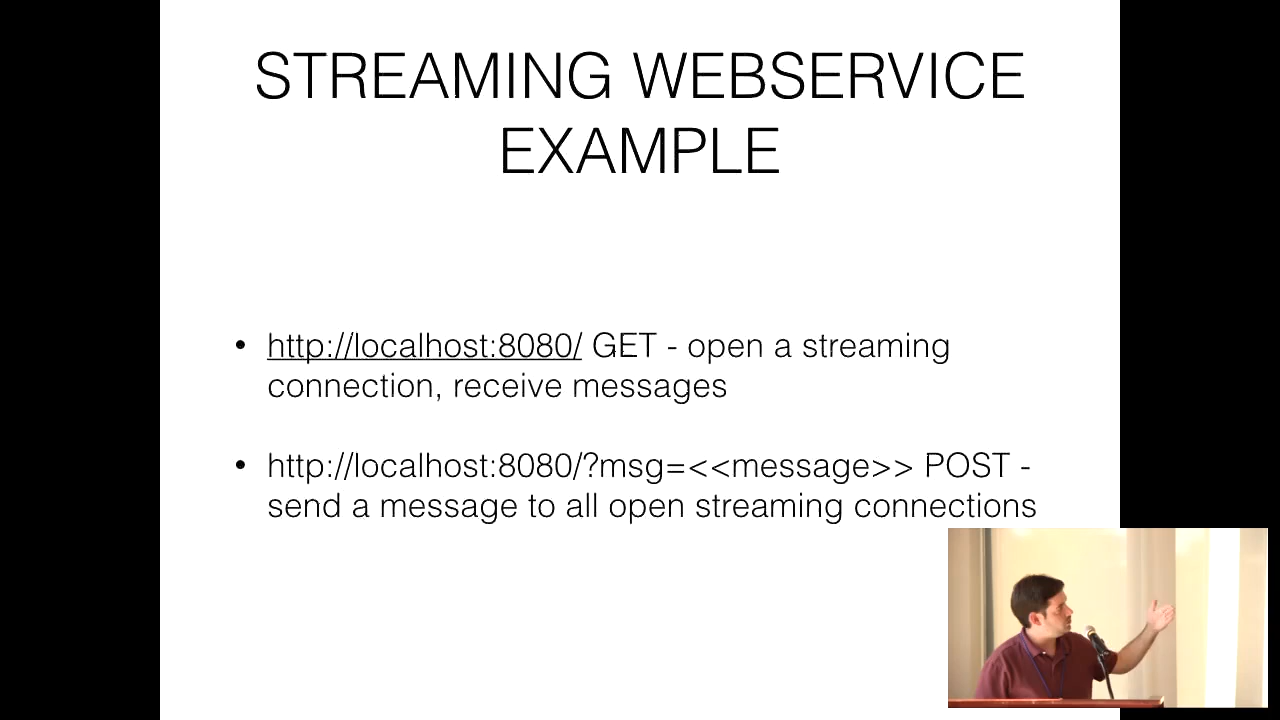 STREAMING WEBSERVICE
EXAMPLE
• http://localhost:8080/ GET - open a streaming
connection, receive messages
• http://localhost:8080/?msg=<<message>> POST -
send a message to all open streaming connections